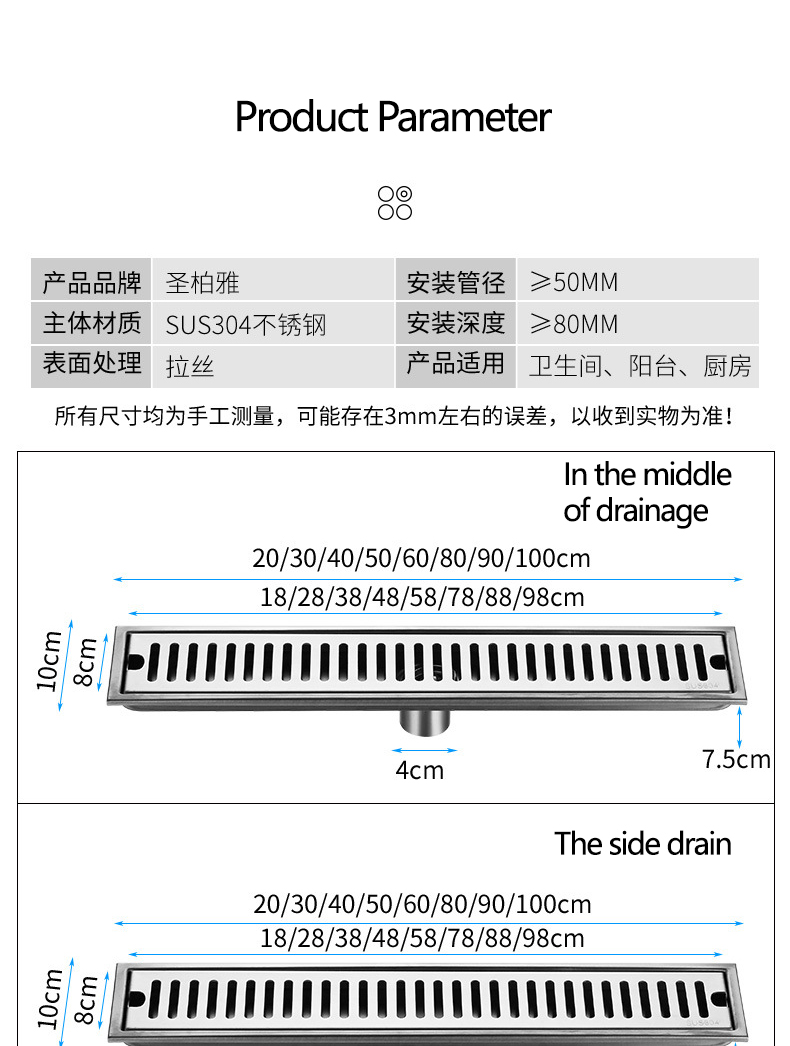 Product Parameter
产品品牌 圣柏雅 安装管径 ≥50MM
主体材质 SUS304不锈钢 安装深度 ≥80MM
表面处理 拉丝 产品适用 卫生间、阳台、厨房
所有尺寸均为手工测量，可能存在3mm左右的误差，以收到实物为准！
In the middle
of drainage
20/30/40/50/60/80/90/100cm
18/28/38/48/58/78/88/98cm
10cm
8cm
SUS304
4cm
7.5cm
The side drain
20/30/40/50/60/80/90/100cm
18/28/38/48/58/78/88/98cm
10cm
8cm
SUS304